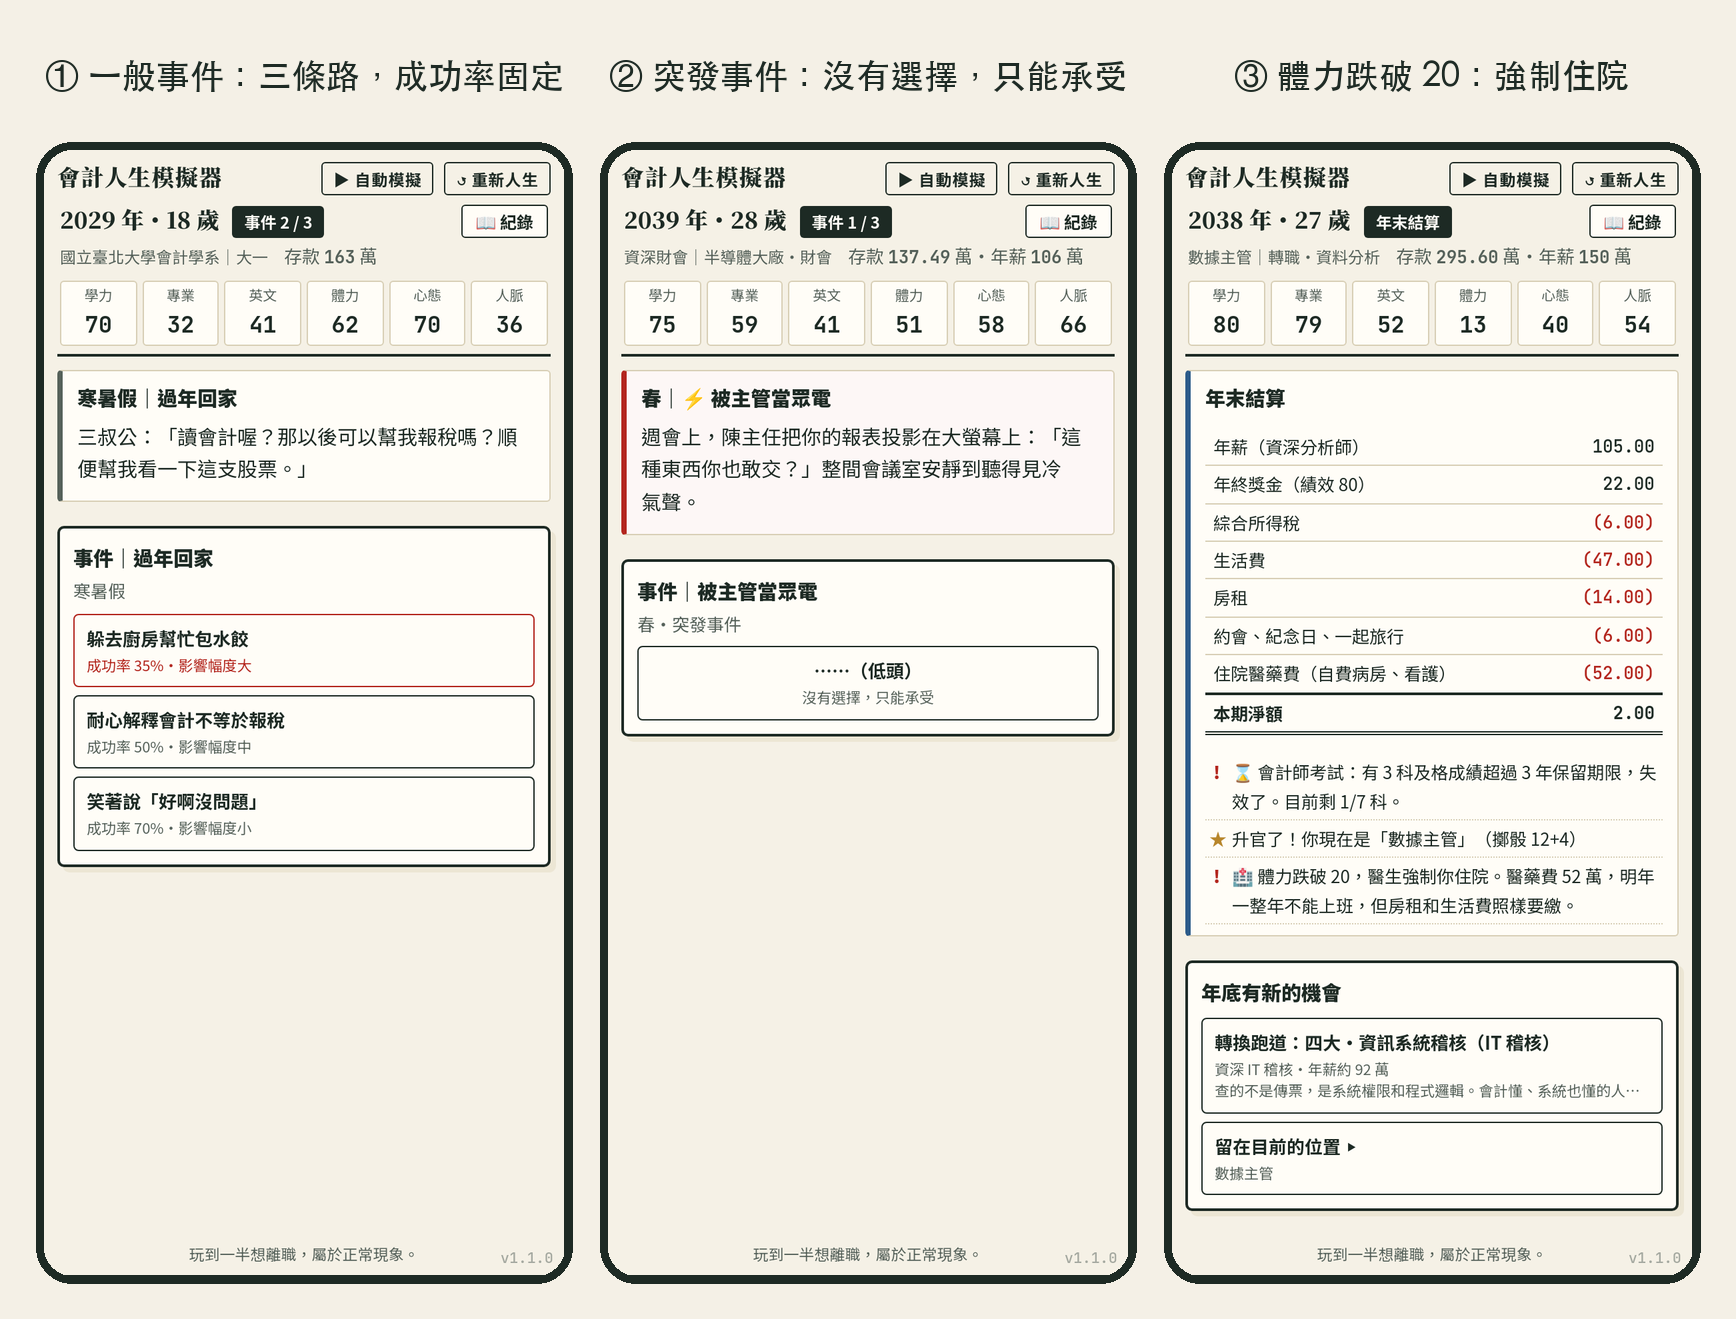 ① 一般事件：三條路，成功率固定
② 突發事件：沒有選擇，只能承受
③ 體力跌破 20：強制住院
會計人生模擬器
▶ 自動模擬
↺ 重新人生
2029 年・18 歲
事件 2 / 3
📖 紀錄
國立臺北大學會計學系｜大一 存款 163 萬
學力 專業 英文 體力 心態 人脈
70 32 41 62 70 36
寒暑假｜過年回家
三叔公：「讀會計喔？那以後可以幫我報稅嗎？順
便幫我看一下這支股票。」
事件｜過年回家
寒暑假
躲去廚房幫忙包水餃
成功率 35%・影響幅度大
耐心解釋會計不等於報稅
成功率 50%・影響幅度中
笑著說「好啊沒問題」
成功率 70%・影響幅度小
玩到一半想離職，屬於正常現象。
v1.1.0
會計人生模擬器
▶ 自動模擬
↺ 重新人生
2039 年・28 歲
事件 1 / 3
📖 紀錄
資深財會｜半導體大廠・財會 存款 137.49 萬・年薪 106 萬
學力 專業 英文 體力 心態 人脈
75 59 41 51 58 66
春｜⚡ 被主管當眾電
週會上，陳主任把你的報表投影在大螢幕上：「這
種東西你也敢交？」整間會議室安靜到聽得見冷
氣聲。
事件｜被主管當眾電
春・突發事件
……（低頭）
沒有選擇，只能承受
玩到一半想離職，屬於正常現象。
v1.1.0
會計人生模擬器
▶ 自動模擬
↺ 重新人生
2038 年・27 歲
年末結算
📖 紀錄
數據主管｜轉職・資料分析 存款 295.60 萬・年薪 150 萬
學力 專業 英文 體力 心態 人脈
80 79 52 13 40 54
年末結算
年薪（資深分析師） 105.00
年終獎金（績效 80） 22.00
綜合所得稅 (6.00)
生活費 (47.00)
房租 (14.00)
約會、紀念日、一起旅行 (6.00)
住院醫藥費（自費病房、看護） (52.00)
本期淨額 2.00
! ⌛ 會計師考試：有 3 科及格成績超過 3 年保留期限，失
效了。目前剩 1/7 科。
★ 升官了！你現在是「數據主管」（擲骰 12+4）
! 🏥 體力跌破 20，醫生強制你住院。醫藥費 52 萬，明年
一整年不能上班，但房租和生活費照樣要繳。
年底有新的機會
轉換跑道：四大・資訊系統稽核（IT 稽核）
資深 IT 稽核・年薪約 92 萬
查的不是傳票，是系統權限和程式邏輯。會計懂、系統也懂的人…
留在目前的位置 ▸
數據主管
玩到一半想離職，屬於正常現象。
v1.1.0